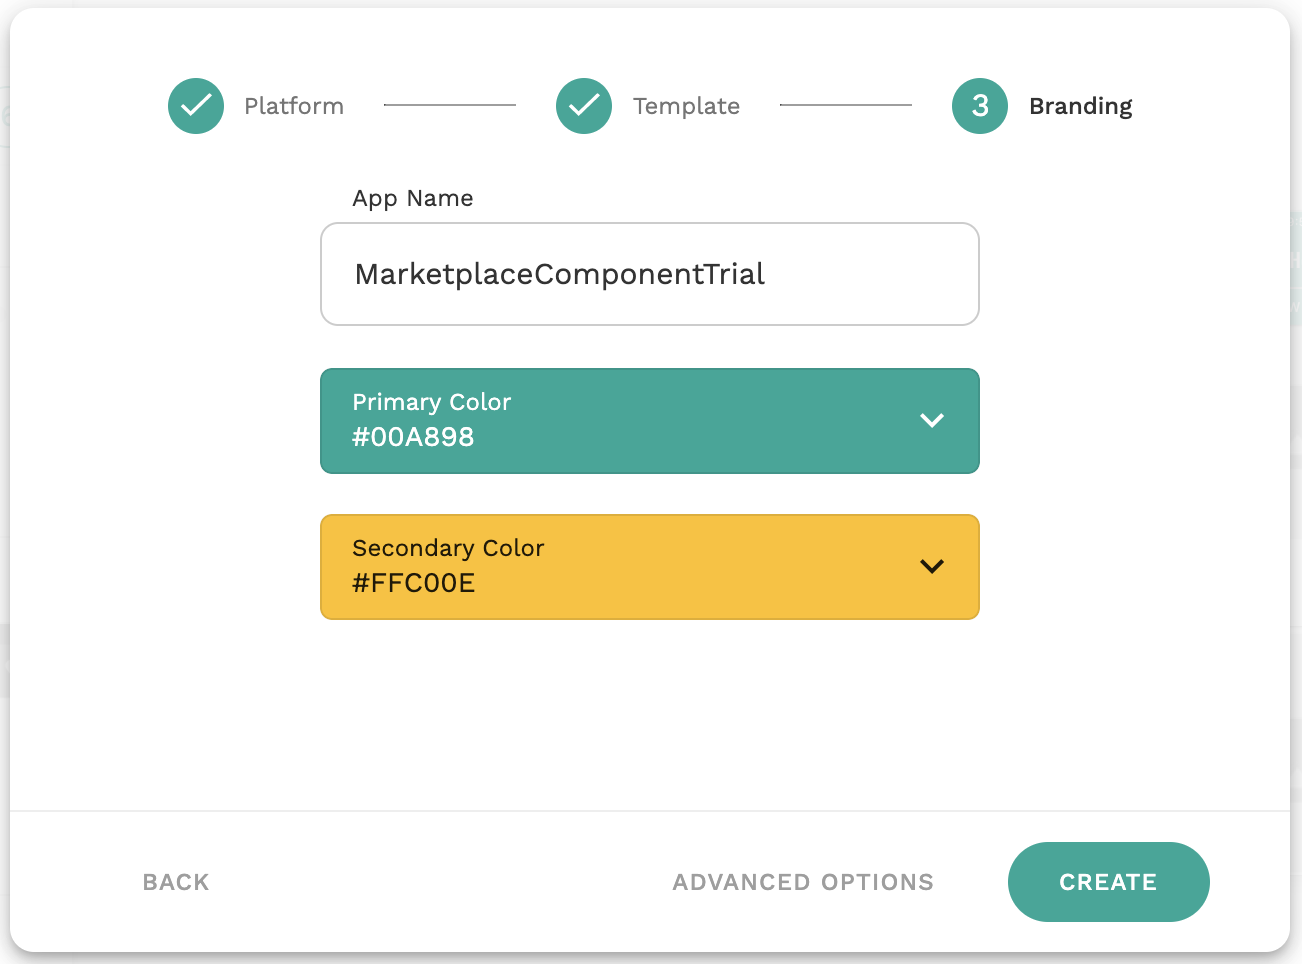 Platform
Template
3 Branding
App Name
MarketplaceComponentTrial
Primary Color
#00A898
Secondary Color
#FFC00E
BACK
ADVANCED OPTIONS
CREATE